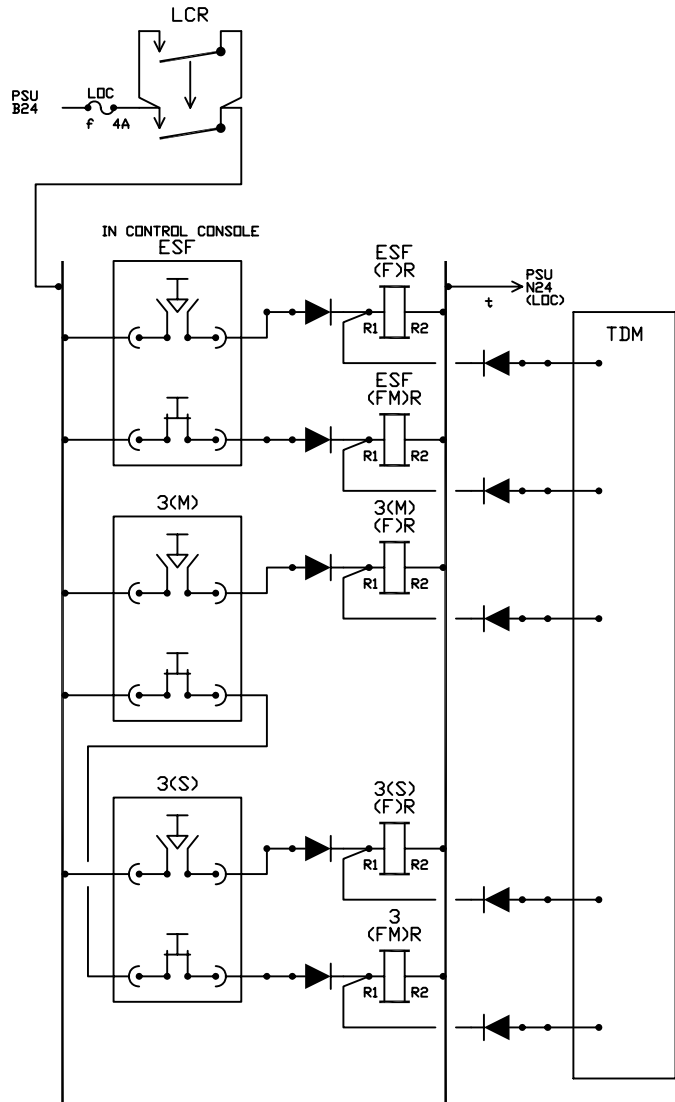 LCR
PSU
B24
LOC
f 4A
IN CONTROL CONSOLE
ESF
ESF
(F)R
R1 R2
PSU
N24
(LOC)
t
TDM
ESF
(FM)R
R1 R2
3(M)
3(M)
(F)R
R1 R2
3(S)
3(S)
(F)R
R1 R2
3
(FM)R
R1 R2